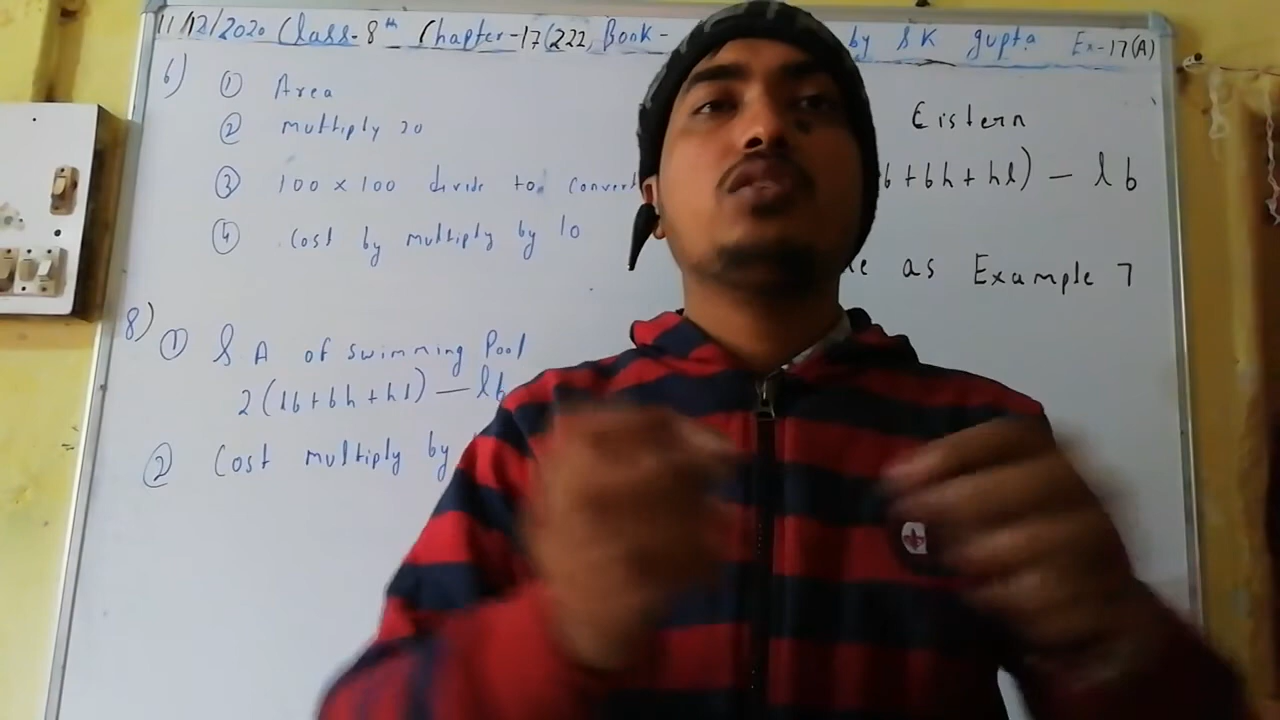 11/12/2020 Class-8th Chapter-17(222, Book- by SK gupta Ex-17(A)
6) ① Area
② multiply 20
③ 100 x 100 divide to convert
④ Cost by multiply by 10
8) ① S A of swimming Pool
2(lb+bh+hl) — lb
② Cost multiply by
Eistern
b+bh+hl) — lb
as Example 7